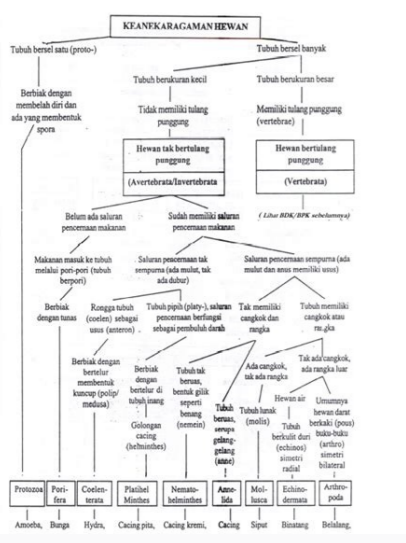 KEANEKARAGAMAN HEWAN
Tubuh bersel satu (proto-)
Tubuh bersel banyak
Tubuh berukuran kecil
Tubuh berukuran besar
Berbiak dengan
membelah diri dan
ada yang membentuk
spora
Tidak memiliki tulang
punggung
Memiliki tulang punggung
(vertebrae)
Hewan tak bertulang
punggung
(Avertebrata/Invertebrata
Hewan bertulang
punggung
(Vertebrata)
Belum ada saluran
pencernaan makanan
Sudah memiliki saluran
pencernaan makanan
( Lihat BDK/BPK sebelumnya)
Makanan masuk ke tubuh
melalui pori-pori (tubuh
berpori)
Saluran pencernaan tak
sempurna (ada mulut, tak
ada dubur)
Saluran pencernaan sempurna (ada
mulut dan anus memiliki usus)
Berbiak
dengan tunas
Rongga tubuh
(coelen) sebagai
usus (anteron)
Tubuh pipih (platy-), saluran
pencernaan berfungsi
sebagai pembuluh darah
Tak memiliki
cangkok dan
rangka
Tubuh memiliki
cangkok atau
rangka
Berbiak dengan
bertelur
membentuk
kuncup (polip/
medusa)
Berbiak
dengan
bertelur di
tubuh inang
Tubuh tak
beruas,
bentuk gilik
seperti
benang
(nemein)
Ada cangkok,
tak ada rangka
Tak ada cangkok,
ada rangka luar
Golongan
cacing
(helminthes)
Tubuh
beruas,
serupa
gelang-
gelang
(anne)
Tubuh lunak
(molis)
Hewan air
Tubuh
berkulit duri
(echinos)
simetri
radial
Umumnya
hewan darat
berkaki (pous)
buku-buku
(arthro)
simetri
bilateral
Protozoa
Pori-
fera
Coelen-
terata
Platihel
Minthes
Nemato-
helminthes
Anne-
lida
Mol-
lusca
Echino-
dermata
Arthro-
poda
Amoeba,
Bunga
Hydra,
Cacing pita,
Cacing kremi,
Cacing
Siput
Binatang
Belalang,